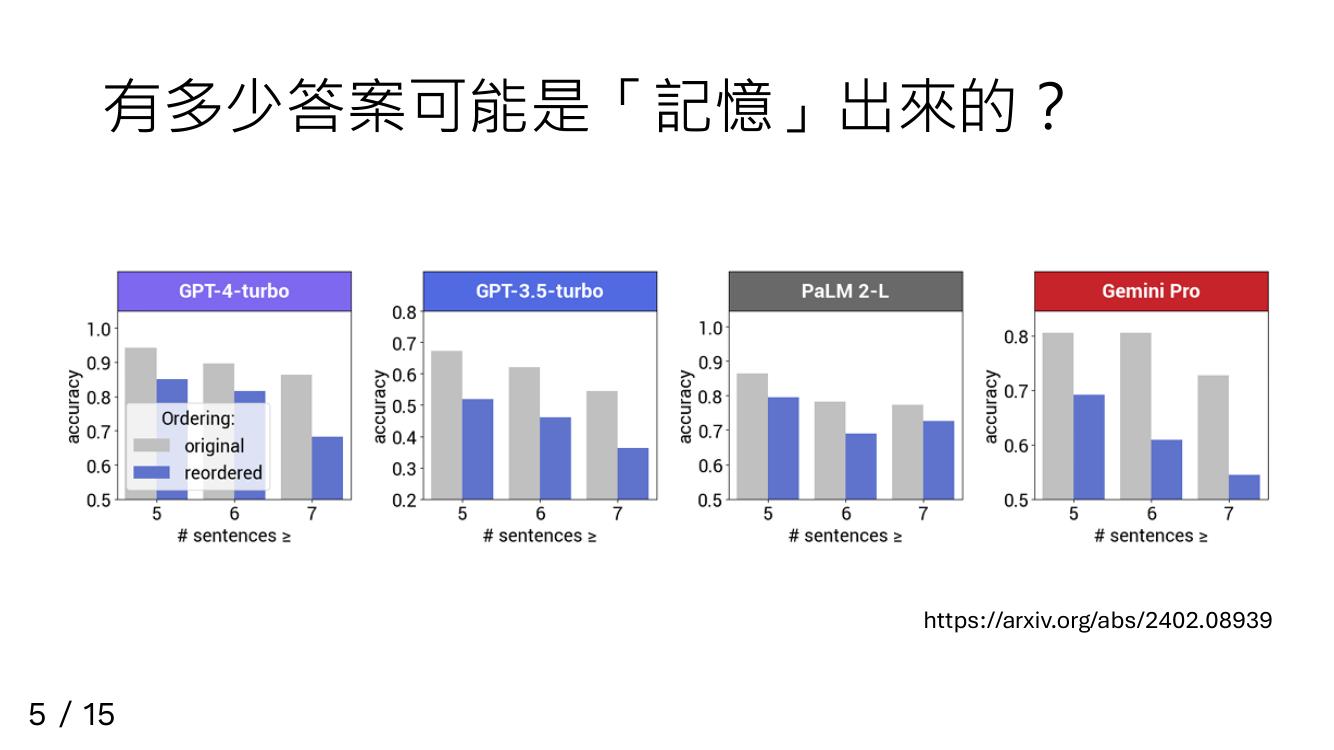 有多少答案可能是「記憶」出來的？
GPT-4-turbo
accuracy
1.0
0.9
0.8
0.7
0.6
0.5
Ordering:
original
reordered
5 6 7
# sentences ≥
GPT-3.5-turbo
accuracy
0.8
0.7
0.6
0.5
0.4
0.3
0.2
5 6 7
# sentences ≥
PaLM 2-L
accuracy
1.0
0.9
0.8
0.7
0.6
0.5
5 6 7
# sentences ≥
Gemini Pro
accuracy
0.8
0.7
0.6
0.5
5 6 7
# sentences ≥
https://arxiv.org/abs/2402.08939
5 / 15